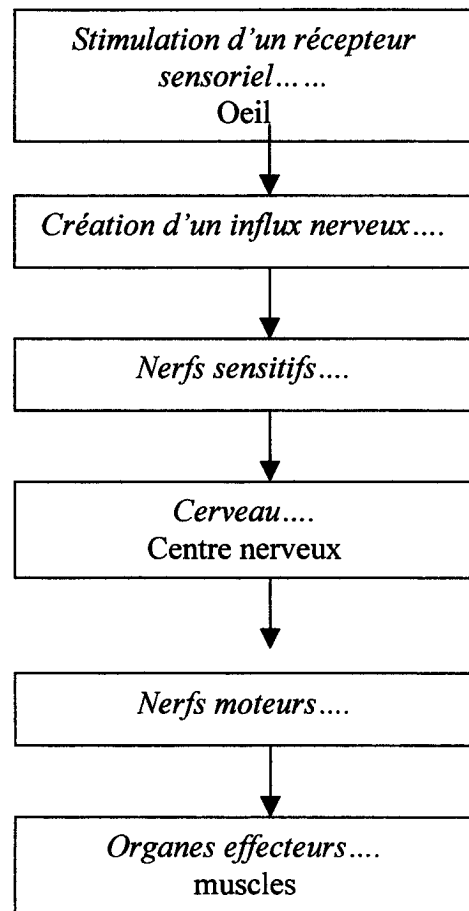 Stimulation d'un récepteur
sensoriel......
Oeil
Création d'un influx nerveux....
Nerfs sensitifs....
Cerveau....
Centre nerveux
Nerfs moteurs....
Organes effecteurs....
muscles